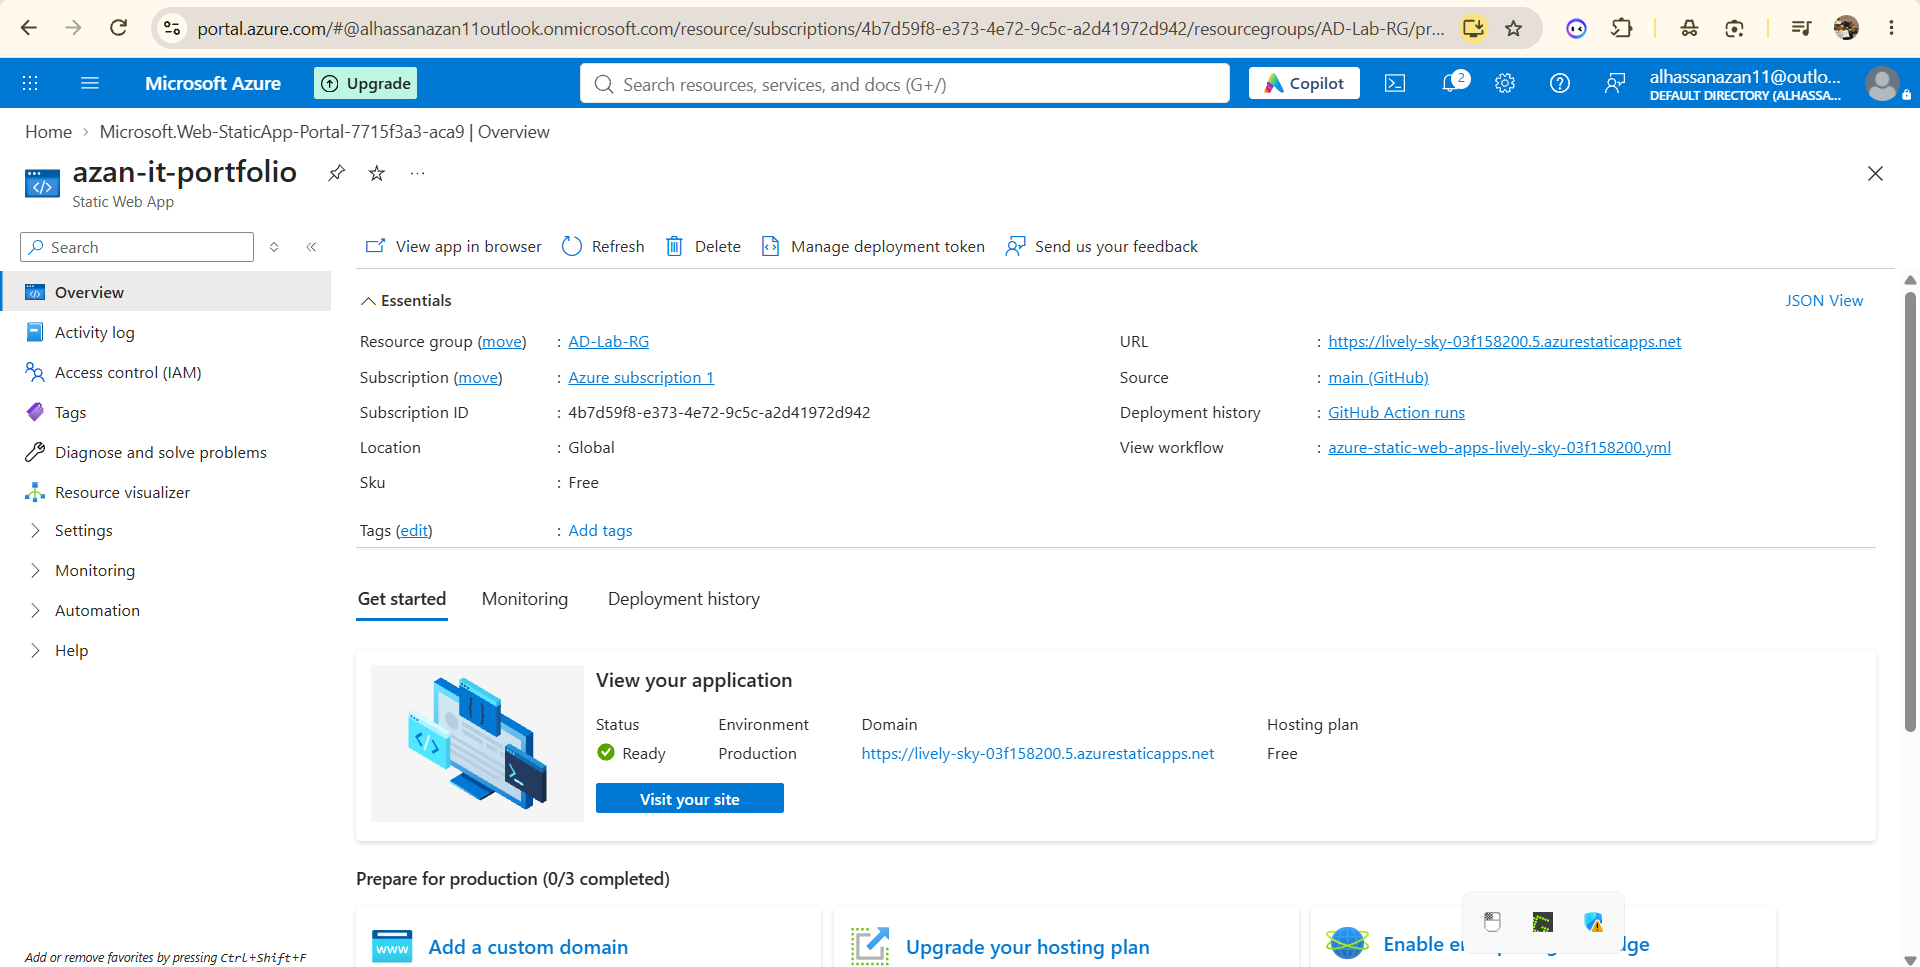 portal.azure.com/#@alhassanazan11outlook.onmicrosoft.com/resource/subscriptions/4b7d59f8-e373-4e72-9c5c-a2d41972d942/resourcegroups/AD-Lab-RG/pr...
Microsoft Azure
Upgrade
Search resources, services, and docs (G+/)
Copilot
2
alhassanazan11@outlo...
DEFAULT DIRECTORY (ALHASSA...
Home > Microsoft.Web-StaticApp-Portal-7715f3a3-aca9 | Overview
azan-it-portfolio
...
Static Web App
Search
View app in browser Refresh Delete Manage deployment token Send us your feedback
Overview
Activity log
Access control (IAM)
Tags
Diagnose and solve problems
Resource visualizer
Settings
Monitoring
Automation
Help
Add or remove favorites by pressing Ctrl+Shift+F
Essentials
JSON View
Resource group (move) : AD-Lab-RG
Subscription (move) : Azure subscription 1
Subscription ID : 4b7d59f8-e373-4e72-9c5c-a2d41972d942
Location : Global
Sku : Free
Tags (edit) : Add tags
URL : https://lively-sky-03f158200.5.azurestaticapps.net
Source : main (GitHub)
Deployment history : GitHub Action runs
View workflow : azure-static-web-apps-lively-sky-03f158200.yml
Get started Monitoring Deployment history
View your application
Status Environment Domain Hosting plan
Ready Production https://lively-sky-03f158200.5.azurestaticapps.net Free
Visit your site
Prepare for production (0/3 completed)
www
Add a custom domain
Upgrade your hosting plan
Enable